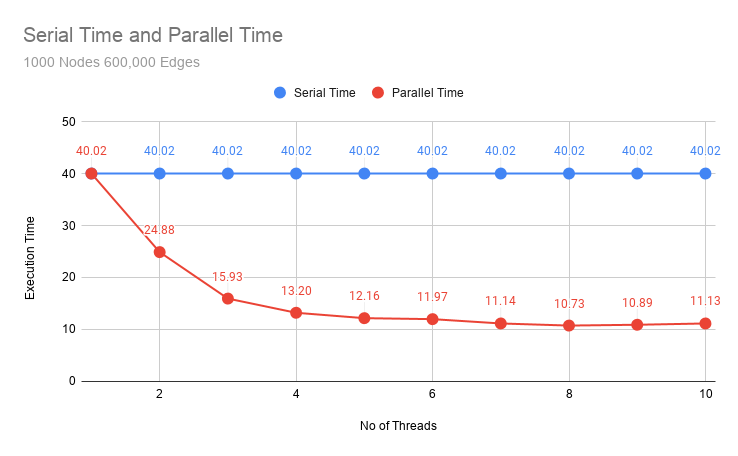 Serial Time and Parallel Time
1000 Nodes 600,000 Edges
Serial Time Parallel Time
50
40.02 40.02 40.02 40.02 40.02 40.02 40.02 40.02 40.02 40.02
40
30
24.88
20
15.93
13.20
12.16
11.97
11.14
10.73
10.89
11.13
10
0
Execution Time
2 4 6 8 10
No of Threads